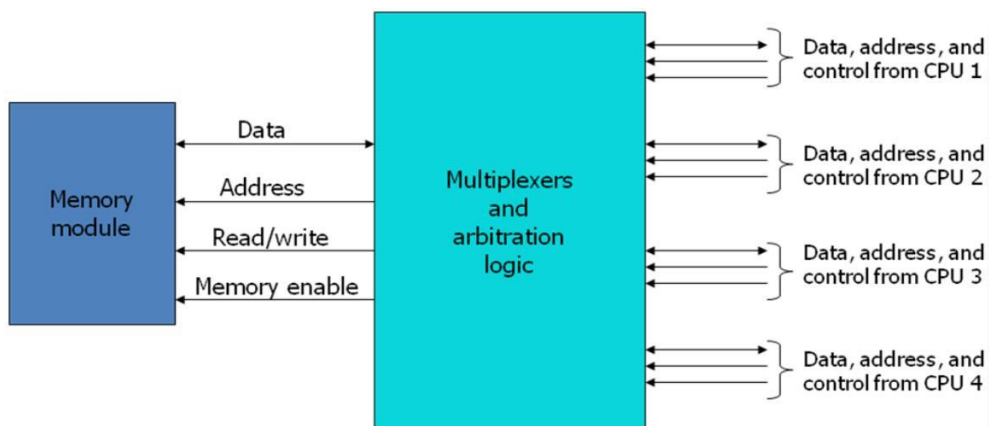 Memory
module
Data
Address
Read/write
Memory enable
Multiplexers
and
arbitration
logic
Data, address, and
control from CPU 1
Data, address, and
control from CPU 2
Data, address, and
control from CPU 3
Data, address, and
control from CPU 4